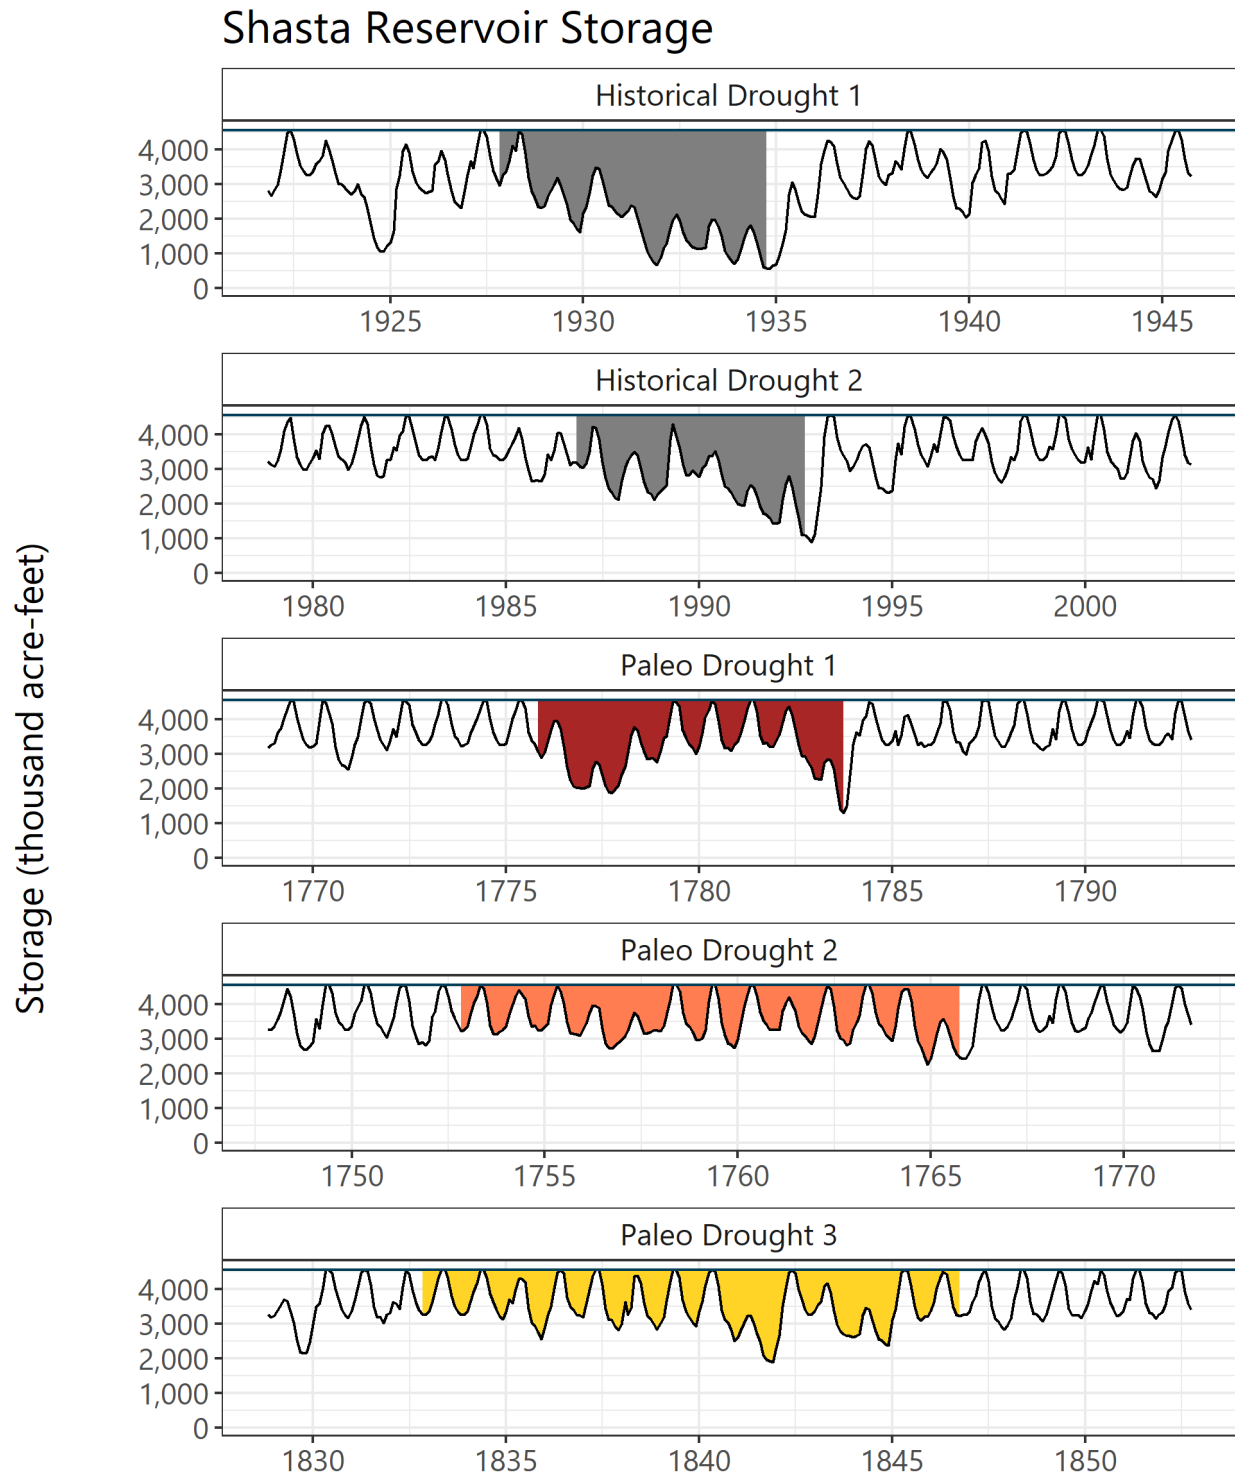 Shasta Reservoir Storage
Storage (thousand acre-feet)
Historical Drought 1
4,000
3,000
2,000
1,000
0
1925 1930 1935 1940 1945
Historical Drought 2
4,000
3,000
2,000
1,000
0
1980 1985 1990 1995 2000
Paleo Drought 1
4,000
3,000
2,000
1,000
0
1770 1775 1780 1785 1790
Paleo Drought 2
4,000
3,000
2,000
1,000
0
1750 1755 1760 1765 1770
Paleo Drought 3
4,000
3,000
2,000
1,000
0
1830 1835 1840 1845 1850